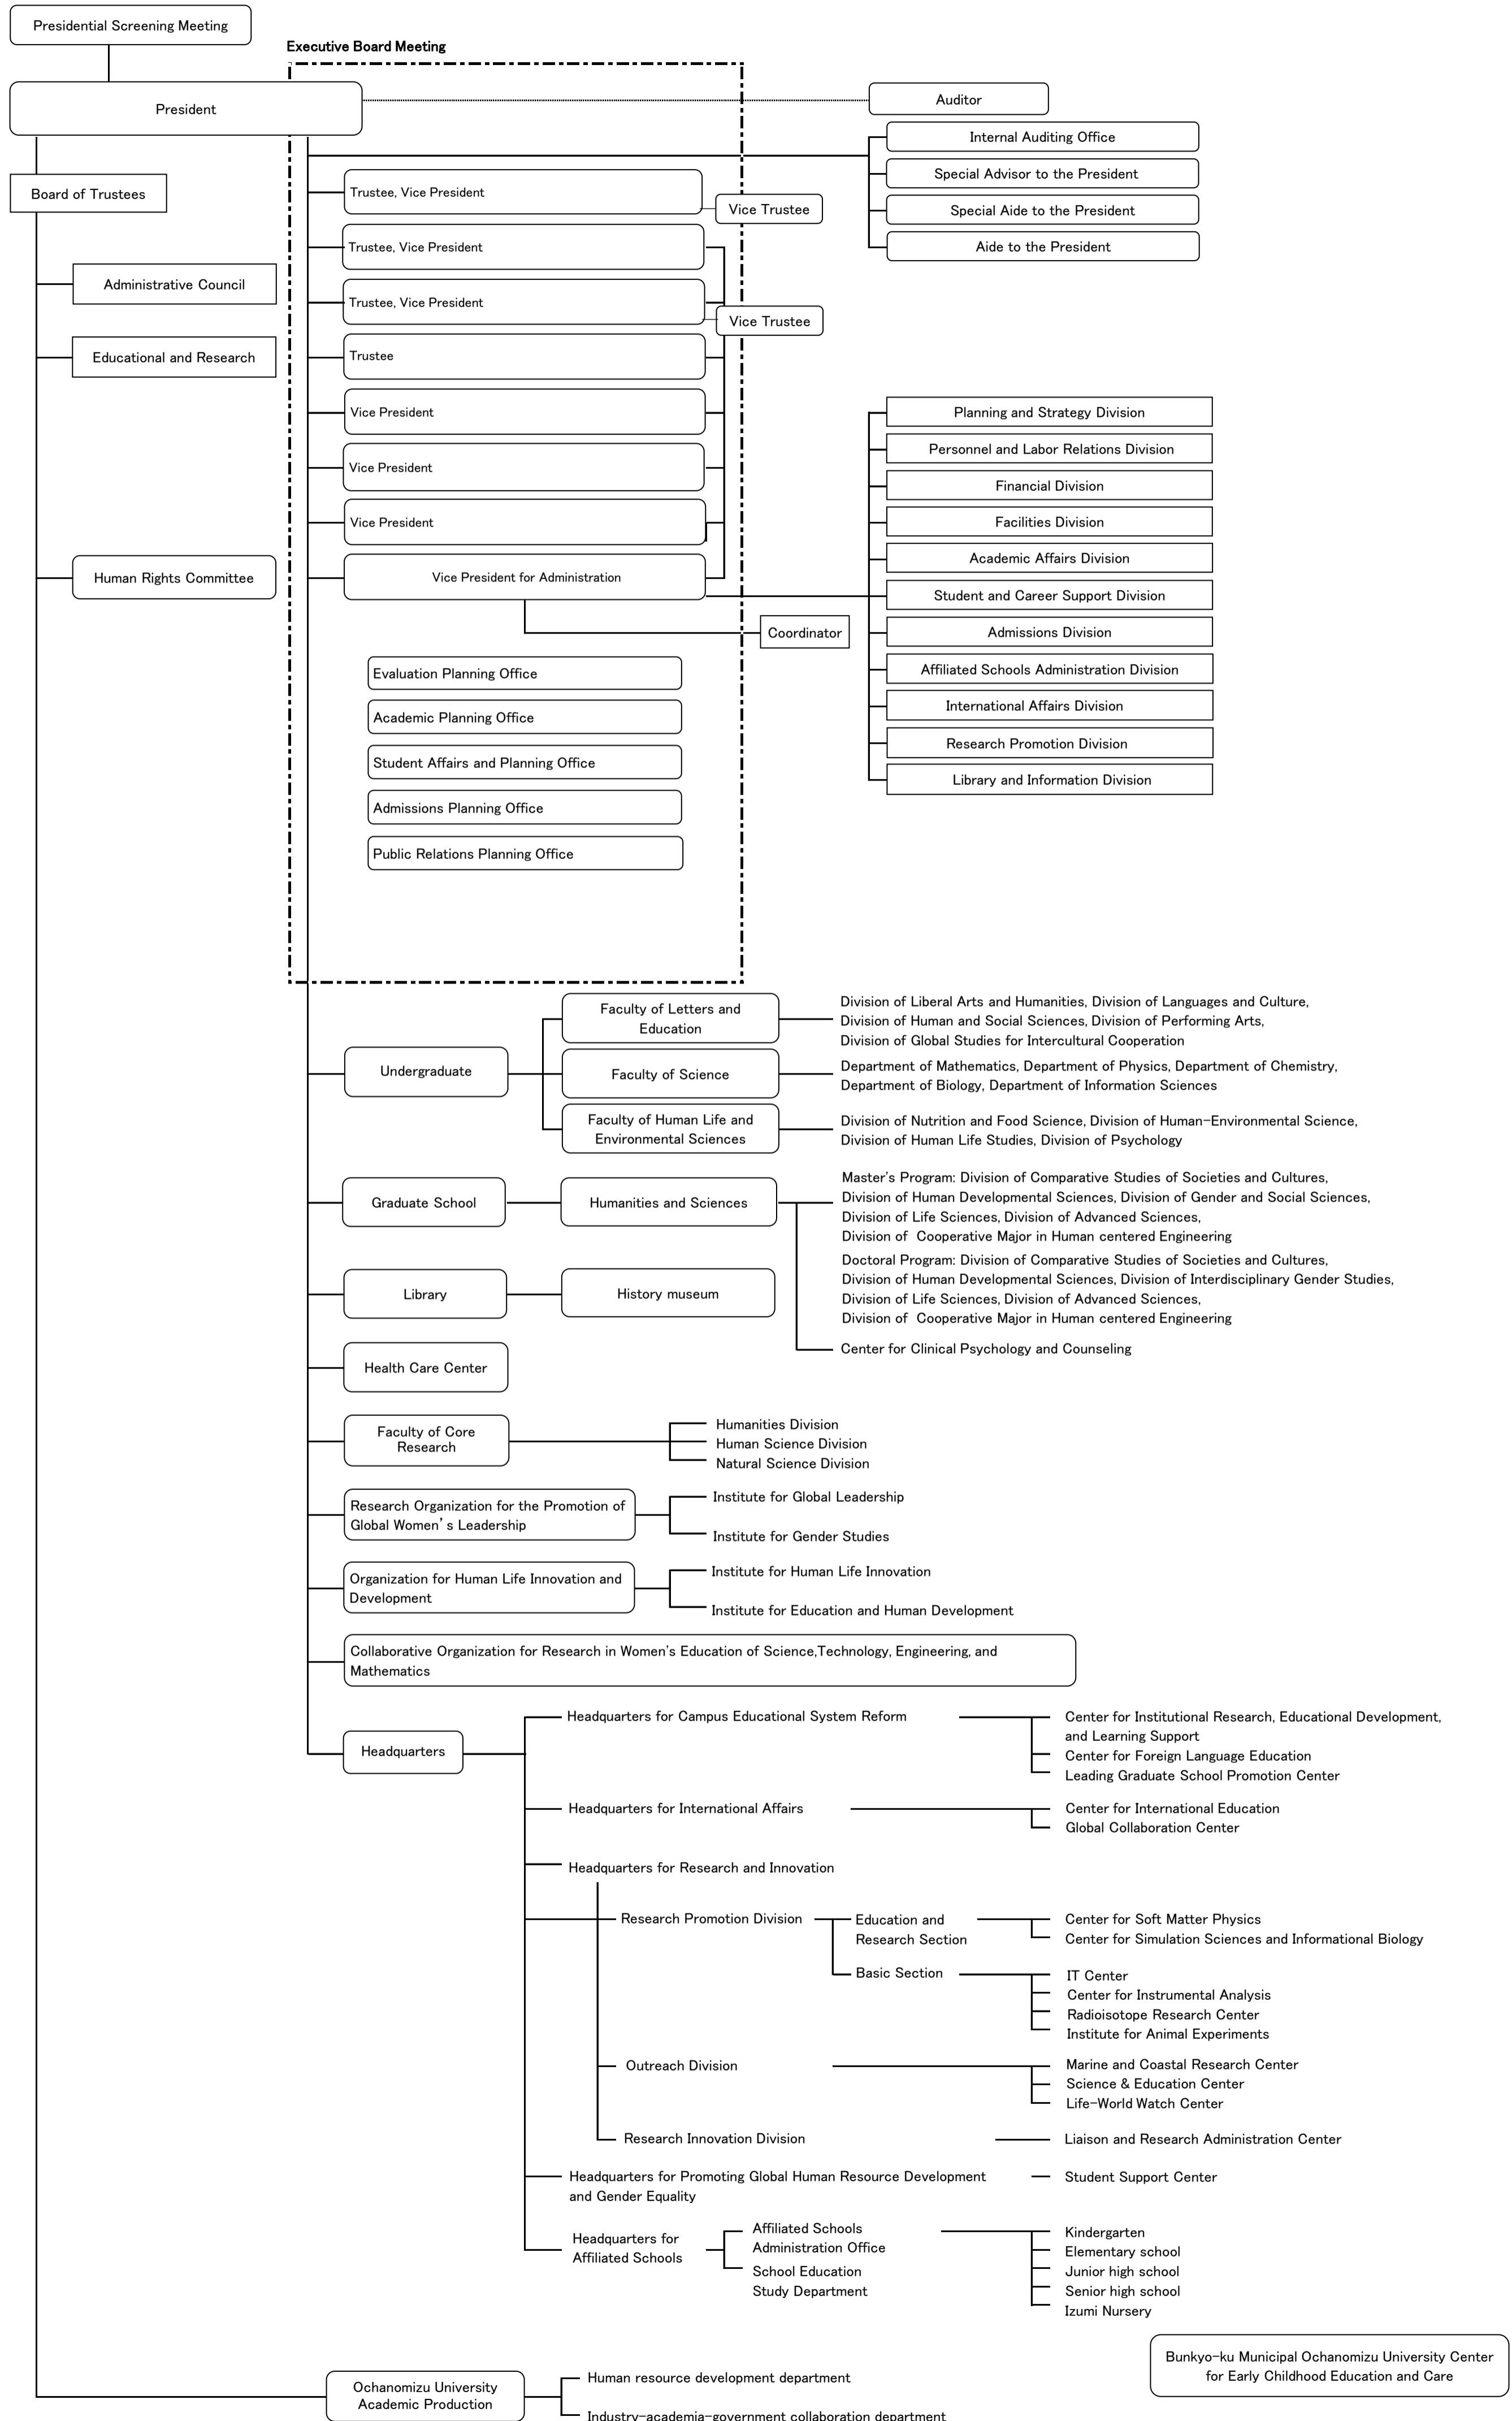 Presidential Screening Meeting
Executive Board Meeting
President
Auditor
Internal Auditing Office
Special Advisor to the President
Special Aide to the President
Aide to the President
Board of Trustees
Trustee, Vice President
Vice Trustee
Trustee, Vice President
Administrative Council
Trustee, Vice President
Vice Trustee
Educational and Research
Trustee
Vice President
Vice President
Vice President
Human Rights Committee
Vice President for Administration
Coordinator
Planning and Strategy Division
Personnel and Labor Relations Division
Financial Division
Facilities Division
Academic Affairs Division
Student and Career Support Division
Admissions Division
Affiliated Schools Administration Division
International Affairs Division
Research Promotion Division
Library and Information Division
Evaluation Planning Office
Academic Planning Office
Student Affairs and Planning Office
Admissions Planning Office
Public Relations Planning Office
Undergraduate
Faculty of Letters and
Education
Division of Liberal Arts and Humanities, Division of Languages and Culture,
Division of Human and Social Sciences, Division of Performing Arts,
Division of Global Studies for Intercultural Cooperation
Faculty of Science
Department of Mathematics, Department of Physics, Department of Chemistry,
Department of Biology, Department of Information Sciences
Faculty of Human Life and
Environmental Sciences
Division of Nutrition and Food Science, Division of Human-Environmental Science,
Division of Human Life Studies, Division of Psychology
Graduate School
Humanities and Sciences
Master's Program: Division of Comparative Studies of Societies and Cultures,
Division of Human Developmental Sciences, Division of Gender and Social Sciences,
Division of Life Sciences, Division of Advanced Sciences,
Division of  Cooperative Major in Human centered Engineering
Doctoral Program: Division of Comparative Studies of Societies and Cultures,
Division of Human Developmental Sciences, Division of Interdisciplinary Gender Studies,
Division of Life Sciences, Division of Advanced Sciences,
Division of  Cooperative Major in Human centered Engineering
Center for Clinical Psychology and Counseling
Library
History museum
Health Care Center
Faculty of Core
Research
Humanities Division
Human Science Division
Natural Science Division
Research Organization for the Promotion of
Global Women’s Leadership
Institute for Global Leadership
Institute for Gender Studies
Organization for Human Life Innovation and
Development
Institute for Human Life Innovation
Institute for Education and Human Development
Collaborative Organization for Research in Women's Education of Science,Technology, Engineering, and
Mathematics
Headquarters
Headquarters for Campus Educational System Reform
Center for Institutional Research, Educational Development,
and Learning Support
Center for Foreign Language Education
Leading Graduate School Promotion Center
Headquarters for International Affairs
Center for International Education
Global Collaboration Center
Headquarters for Research and Innovation
Research Promotion Division
Education and
Research Section
Center for Soft Matter Physics
Center for Simulation Sciences and Informational Biology
Basic Section
IT Center
Center for Instrumental Analysis
Radioisotope Research Center
Institute for Animal Experiments
Outreach Division
Marine and Coastal Research Center
Science & Education Center
Life-World Watch Center
Research Innovation Division
Liaison and Research Administration Center
Headquarters for Promoting Global Human Resource Development
and Gender Equality
Student Support Center
Headquarters for
Affiliated Schools
Affiliated Schools
Administration Office
School Education
Study Department
Kindergarten
Elementary school
Junior high school
Senior high school
Izumi Nursery
Bunkyo-ku Municipal Ochanomizu University Center
for Early Childhood Education and Care
Ochanomizu University
Academic Production
Human resource development department
Industry-academia-government collaboration department